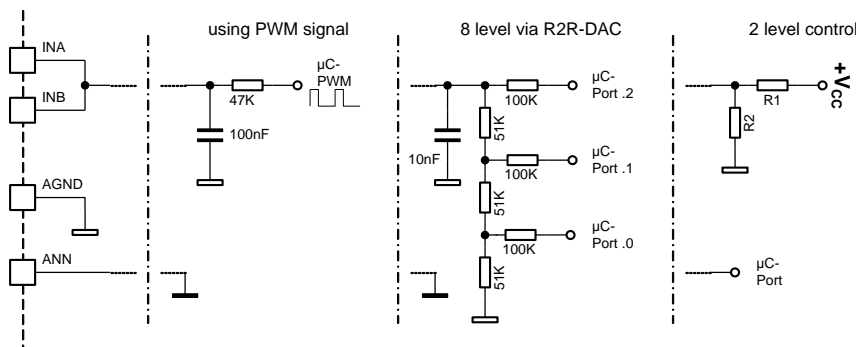 using PWM signal
8 level via R2R-DAC
2 level control
INA
INB
AGND
ANN
µC-
PWM
47K
100nF
µC-
Port .2
100K
51K
10nF
µC-
Port .1
100K
51K
µC-
Port .0
100K
51K
+VCC
R1
R2
µC-
Port